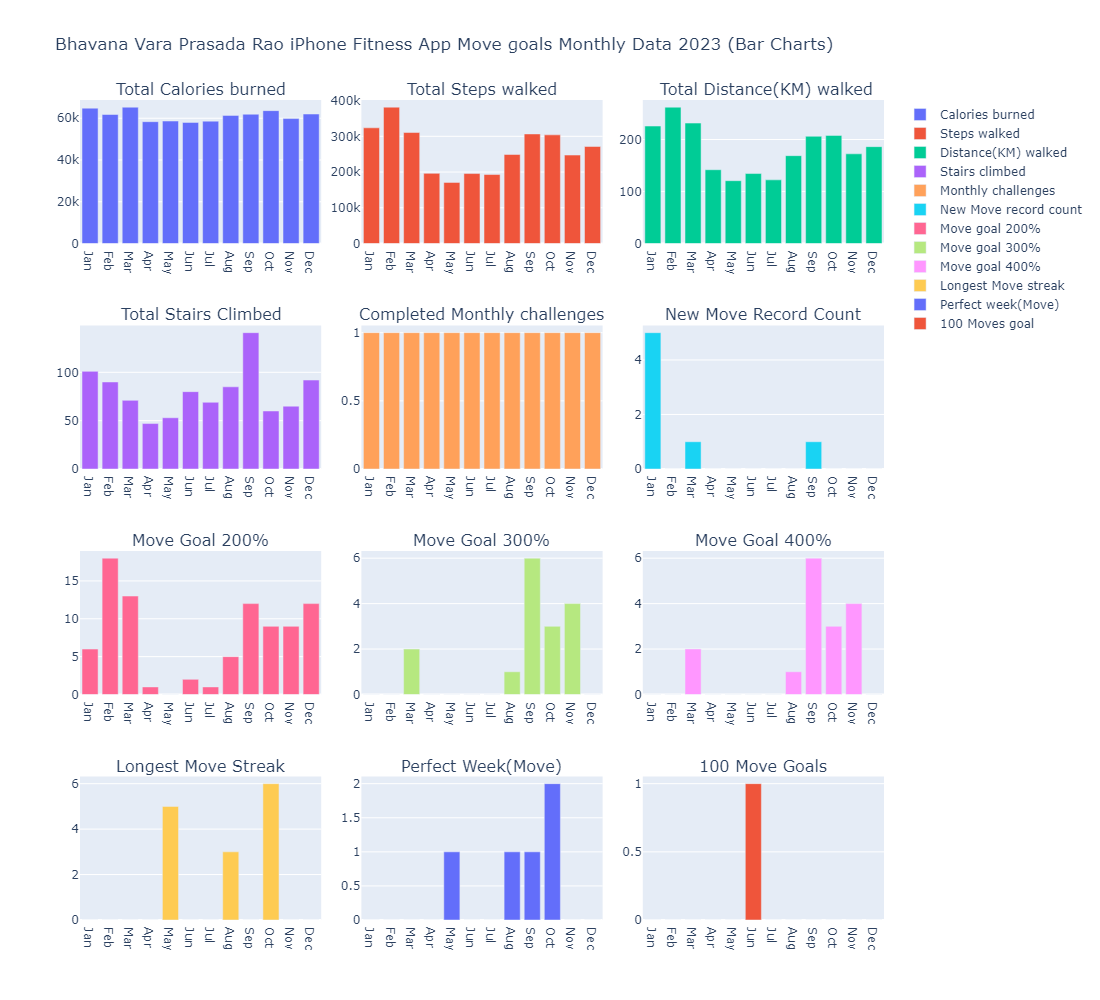 Bhavana Vara Prasada Rao iPhone Fitness App Move goals Monthly Data 2023 (Bar Charts)
Total Calories burned
60k
40k
20k
0
Jan Feb Mar Apr May Jun Jul Aug Sep Oct Nov Dec
Total Steps walked
400k
300k
200k
100k
0
Jan Feb Mar Apr May Jun Jul Aug Sep Oct Nov Dec
Total Distance(KM) walked
200
100
0
Jan Feb Mar Apr May Jun Jul Aug Sep Oct Nov Dec
Calories burned
Steps walked
Distance(KM) walked
Stairs climbed
Monthly challenges
New Move record count
Move goal 200%
Move goal 300%
Move goal 400%
Longest Move streak
Perfect week(Move)
100 Moves goal
Total Stairs Climbed
100
50
0
Jan Feb Mar Apr May Jun Jul Aug Sep Oct Nov Dec
Completed Monthly challenges
1
0.5
0
Jan Feb Mar Apr May Jun Jul Aug Sep Oct Nov Dec
New Move Record Count
4
2
0
Jan Feb Mar Apr May Jun Jul Aug Sep Oct Nov Dec
Move Goal 200%
15
10
5
0
Jan Feb Mar Apr May Jun Jul Aug Sep Oct Nov Dec
Move Goal 300%
6
4
2
0
Jan Feb Mar Apr May Jun Jul Aug Sep Oct Nov Dec
Move Goal 400%
6
4
2
0
Jan Feb Mar Apr May Jun Jul Aug Sep Oct Nov Dec
Longest Move Streak
6
4
2
0
Jan Feb Mar Apr May Jun Jul Aug Sep Oct Nov Dec
Perfect Week(Move)
2
1.5
1
0.5
0
Jan Feb Mar Apr May Jun Jul Aug Sep Oct Nov Dec
100 Move Goals
1
0.5
0
Jan Feb Mar Apr May Jun Jul Aug Sep Oct Nov Dec